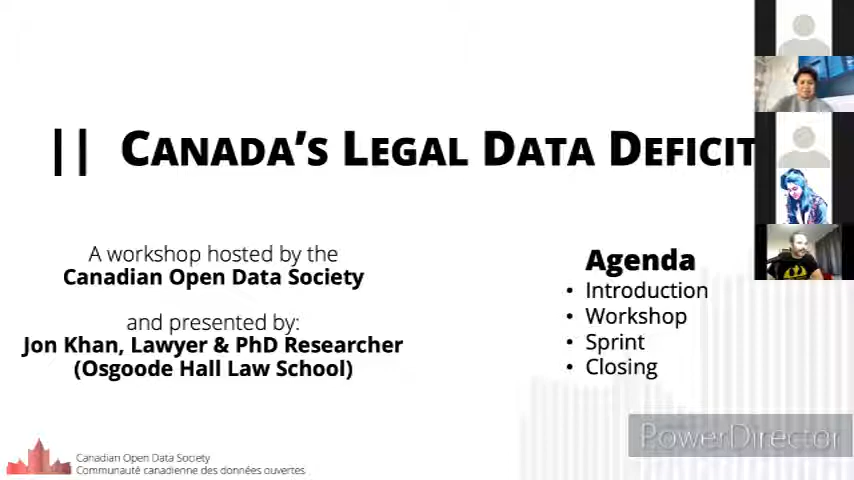 || CANADA'S LEGAL DATA DEFICIT
A workshop hosted by the
Canadian Open Data Society
and presented by:
Jon Khan, Lawyer & PhD Researcher
(Osgoode Hall Law School)
Agenda
• Introduction
• Workshop
• Sprint
• Closing
PowerDirector
Canadian Open Data Society
Communauté canadienne des données ouvertes